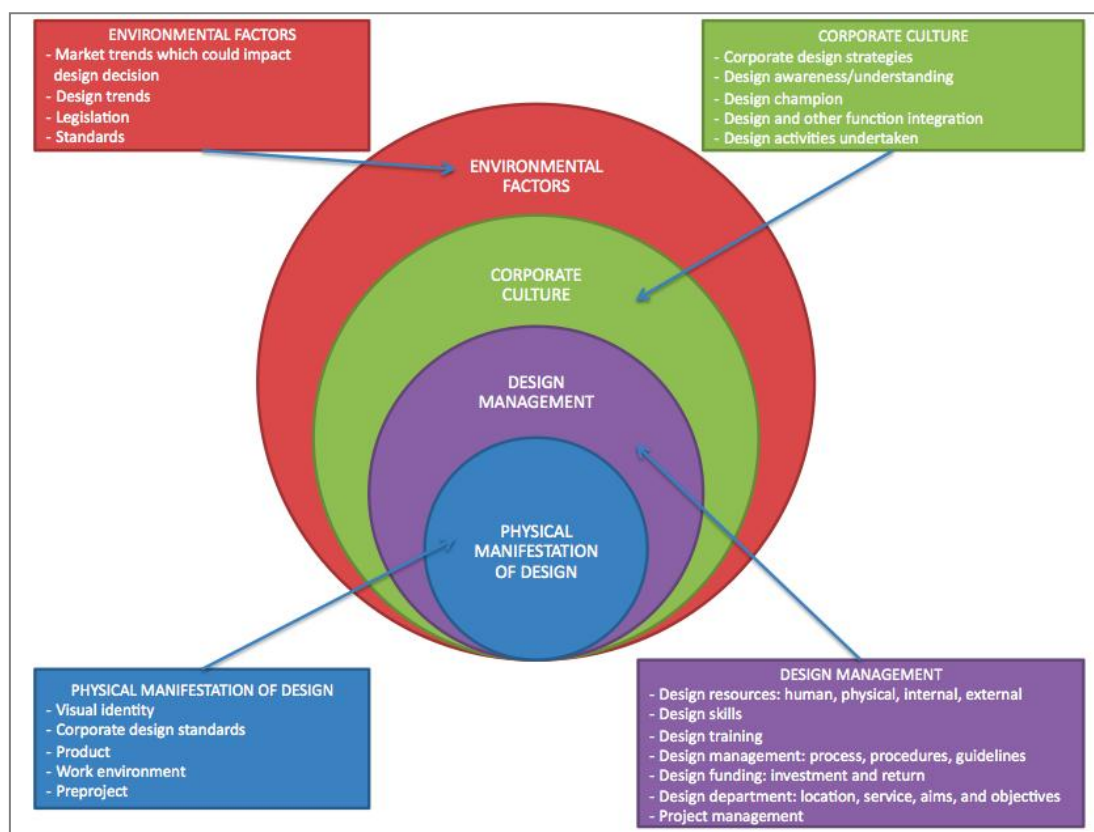 ENVIRONMENTAL FACTORS
- Market trends which could impact
design decision
- Design trends
- Legislation
- Standards
CORPORATE CULTURE
- Corporate design strategies
- Design awareness/understanding
- Design champion
- Design and other function integration
- Design activities undertaken
ENVIRONMENTAL
FACTORS
CORPORATE
CULTURE
DESIGN
MANAGEMENT
PHYSICAL
MANIFESTATION
OF DESIGN
PHYSICAL MANIFESTATION OF DESIGN
- Visual identity
- Corporate design standards
- Product
- Work environment
- Preproject
DESIGN MANAGEMENT
- Design resources: human, physical, internal, external
- Design skills
- Design training
- Design management: process, procedures, guidelines
- Design funding: investment and return
- Design department: location, service, aims, and objectives
- Project management